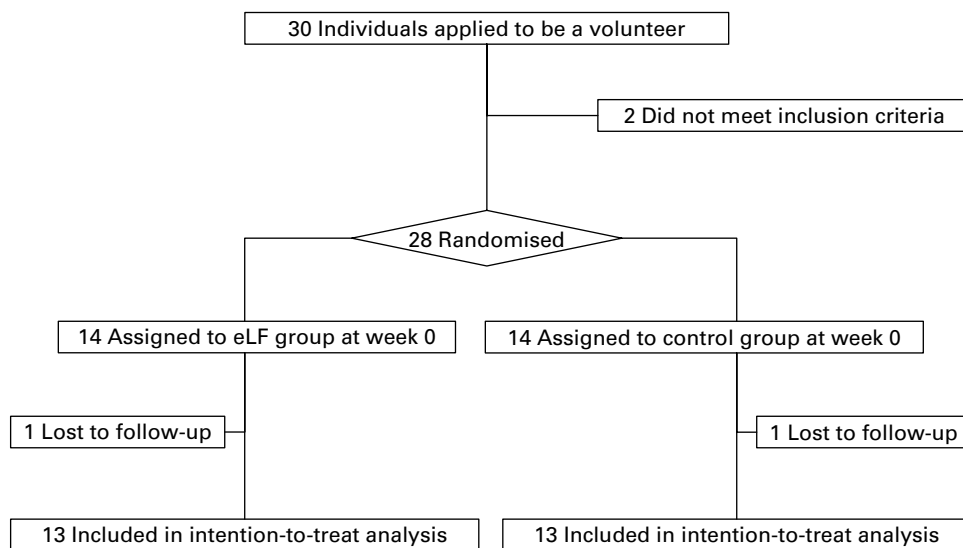 30 Individuals applied to be a volunteer
2 Did not meet inclusion criteria
28 Randomised
14 Assigned to eLF group at week 0
14 Assigned to control group at week 0
1 Lost to follow-up
1 Lost to follow-up
13 Included in intention-to-treat analysis
13 Included in intention-to-treat analysis